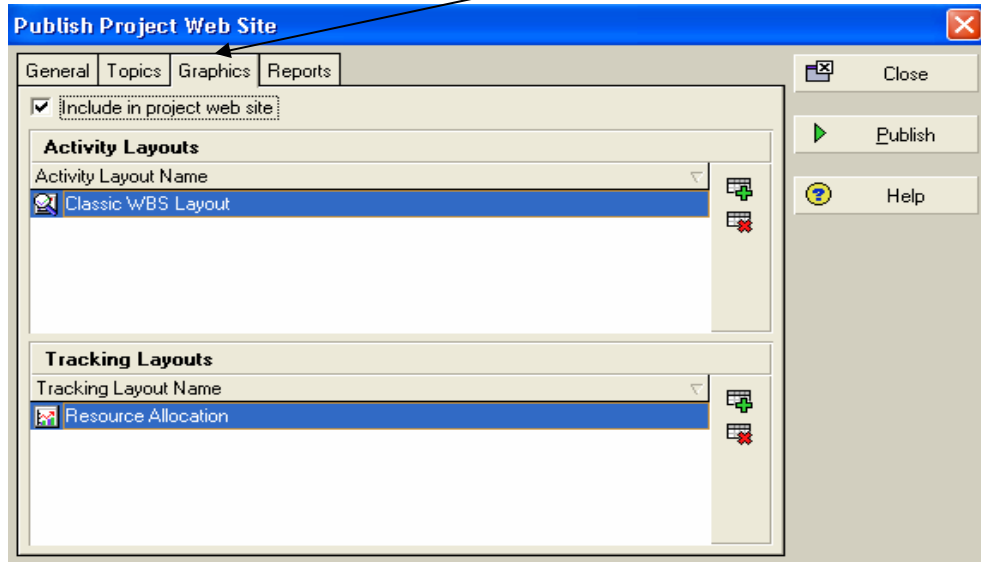 Publish Project Web Site
General Topics Graphics Reports
Close
Include in project web site
Publish
Activity Layouts
Activity Layout Name
Help
Classic WBS Layout
Tracking Layouts
Tracking Layout Name
Resource Allocation